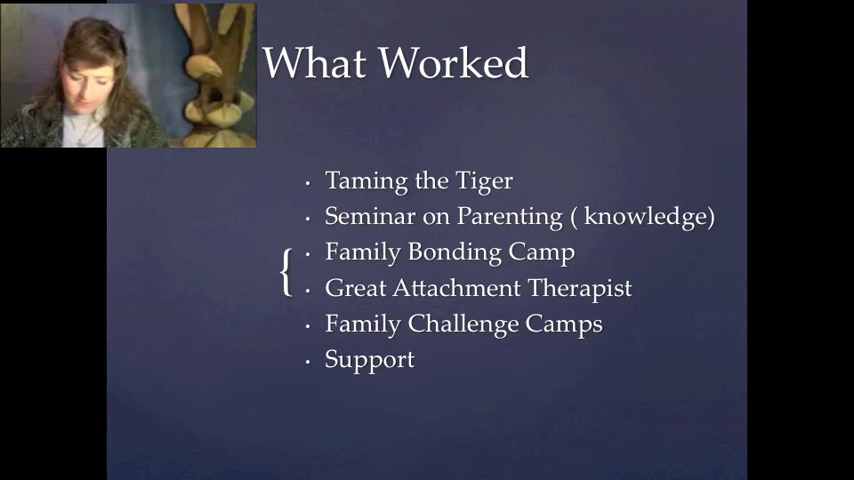 What Worked
· Taming the Tiger
· Seminar on Parenting ( knowledge)
{ · Family Bonding Camp
· Great Attachment Therapist
· Family Challenge Camps
· Support